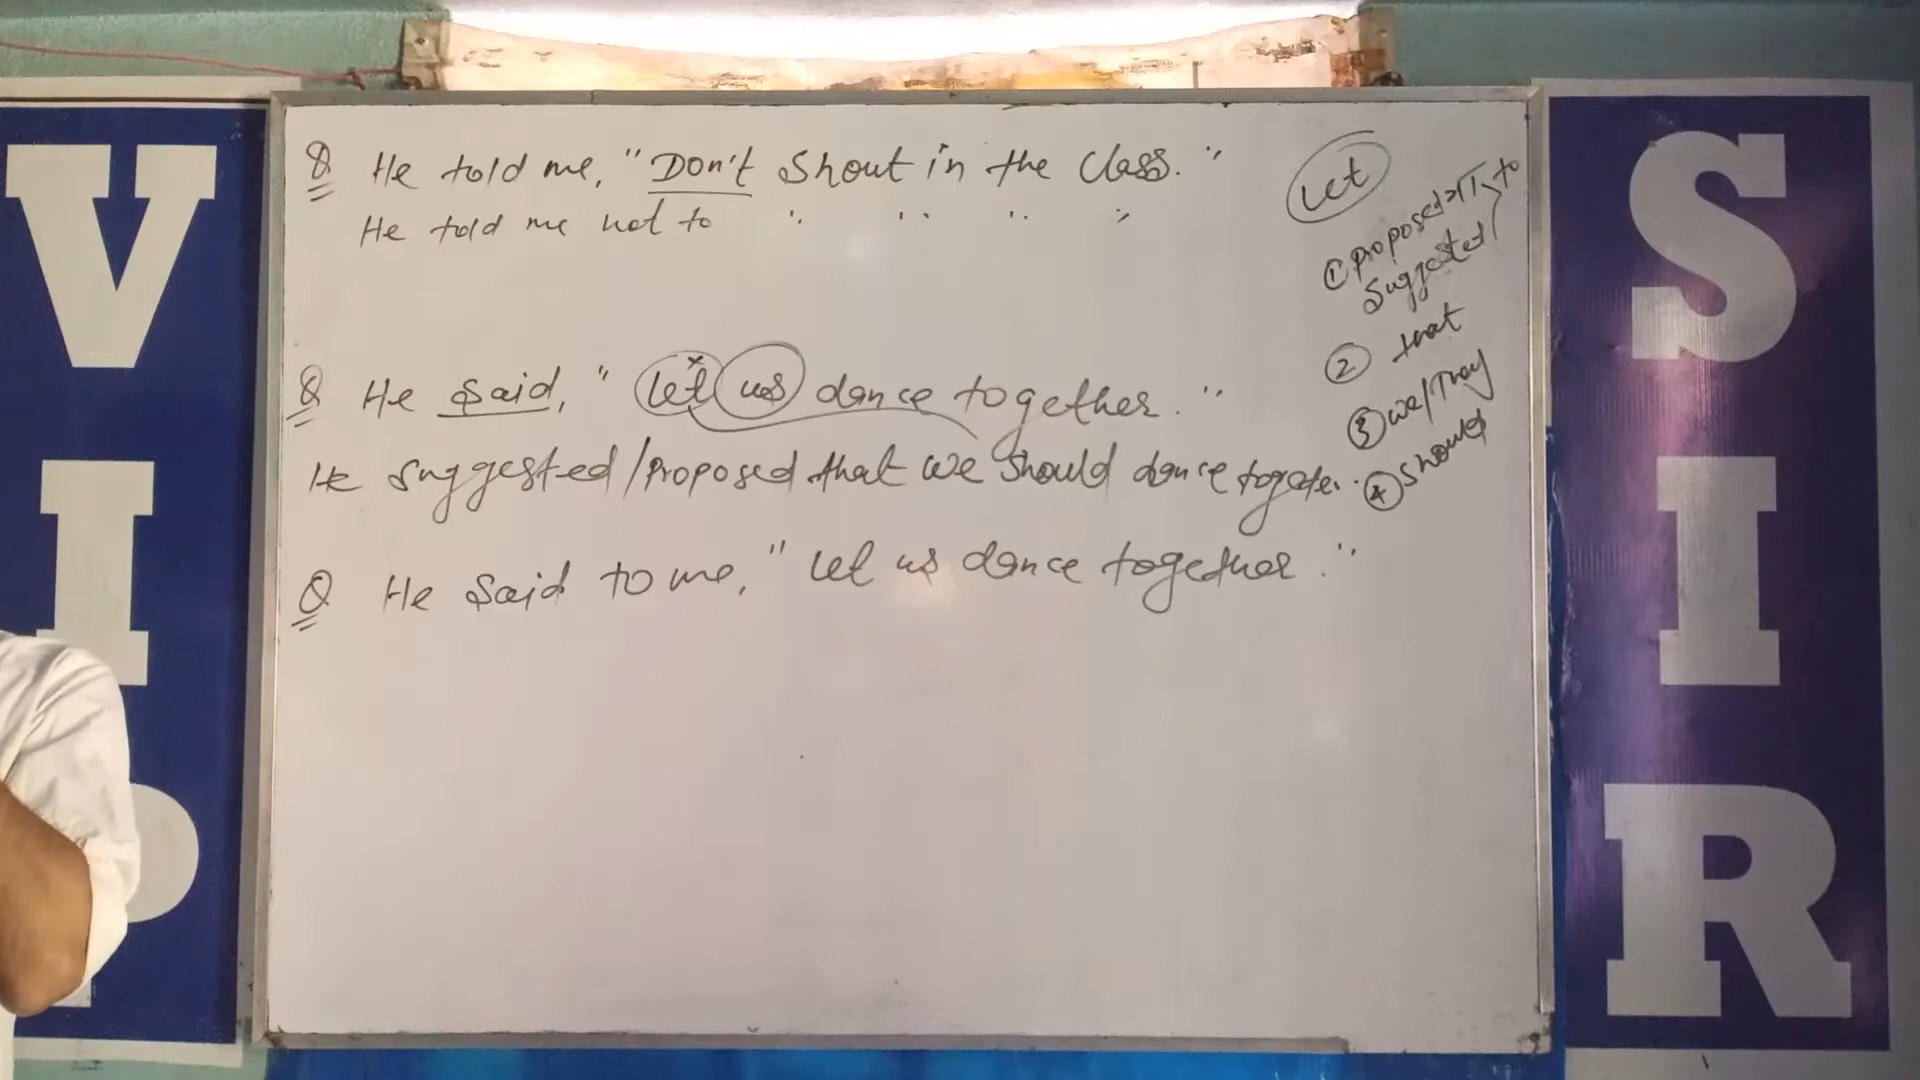 VIP
Q He told me, "Don't Shout in the Class."
He told me not to " " " "
Q He said, "Let us dance together."
He suggested/proposed that we should dance together.
Q He said to me, "Let us dance together."
Let
① proposed to
Suggested
② that
③ we/They
④ should
SIR